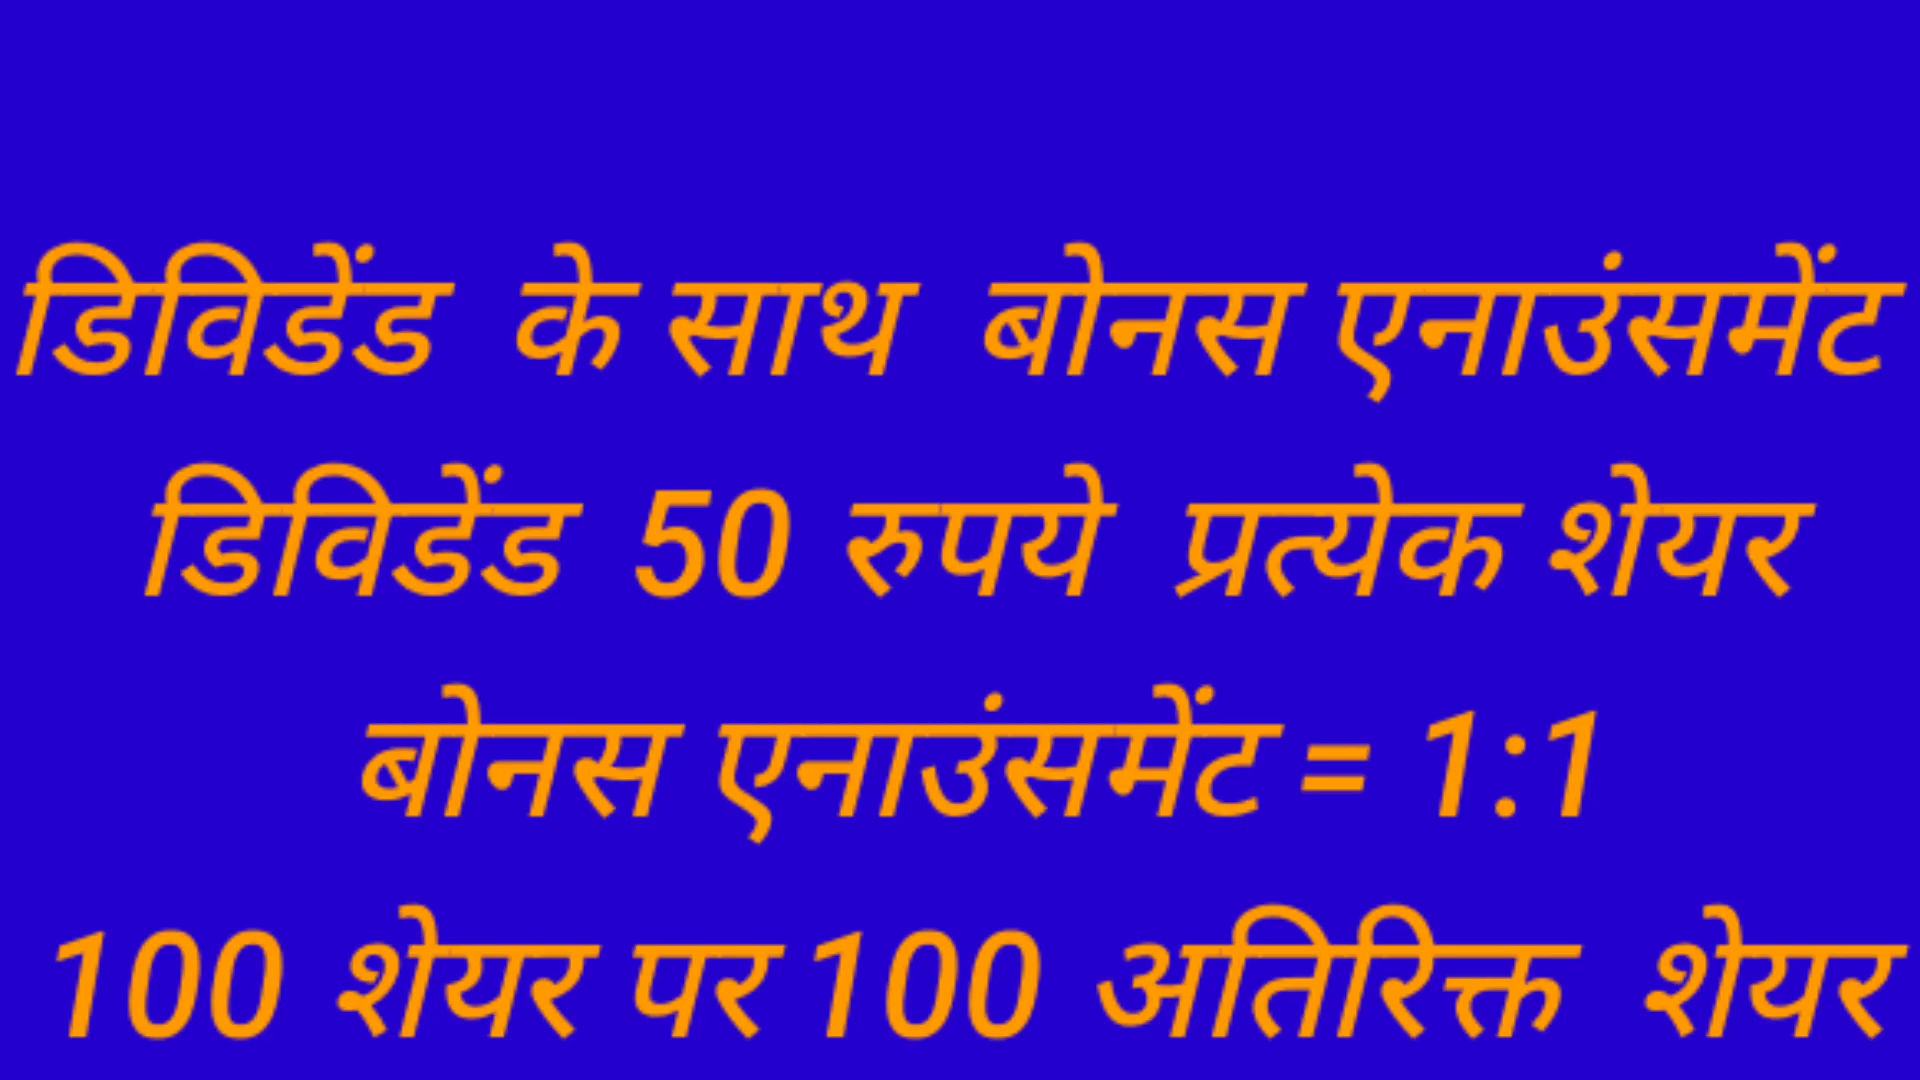 डिविडेंड के साथ बोनस एनाउंसमेंट
डिविडेंड 50 रुपये प्रत्येक शेयर
बोनस एनाउंसमेंट = 1:1
100 शेयर पर 100 अतिरिक्त शेयर